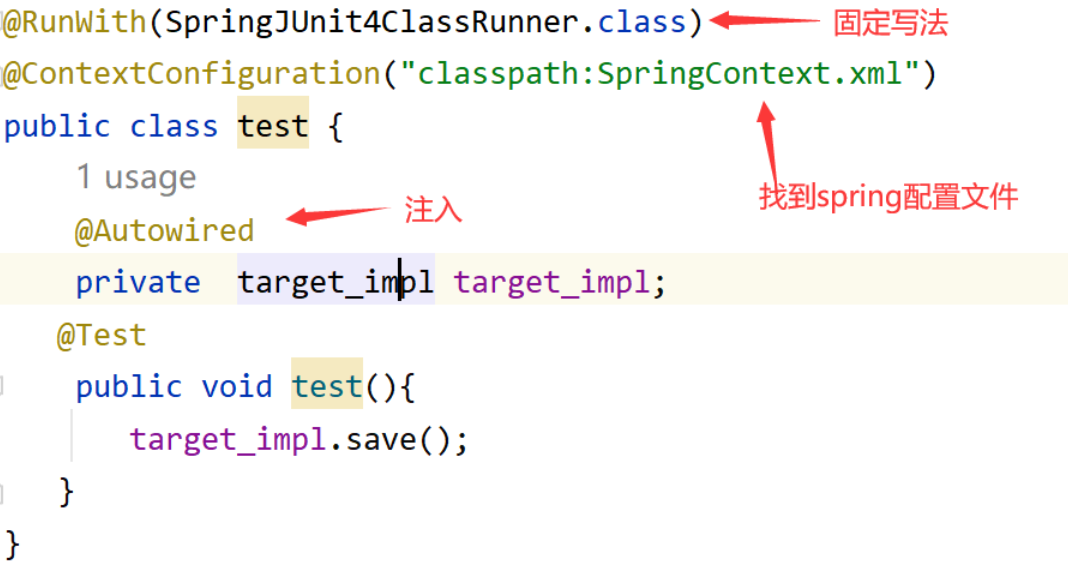 @RunWith(SpringJUnit4ClassRunner.class) 固定写法
@ContextConfiguration("classpath:SpringContext.xml")
public class test {
1 usage
找到spring配置文件
@Autowired 注入
private target_impl target_impl;
@Test
public void test(){
target_impl.save();
}
}